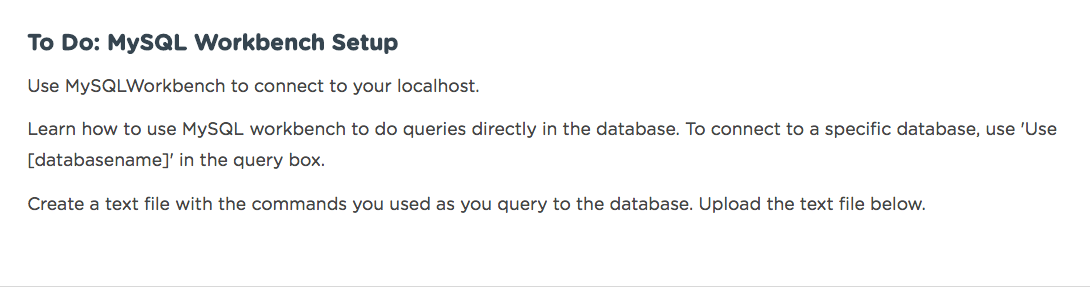 To Do: MySQL Workbench Setup
Use MySQLWorkbench to connect to your localhost.
Learn how to use MySQL workbench to do queries directly in the database. To connect to a specific database, use 'Use
[databasename]' in the query box.
Create a text file with the commands you used as you query to the database. Upload the text file below.